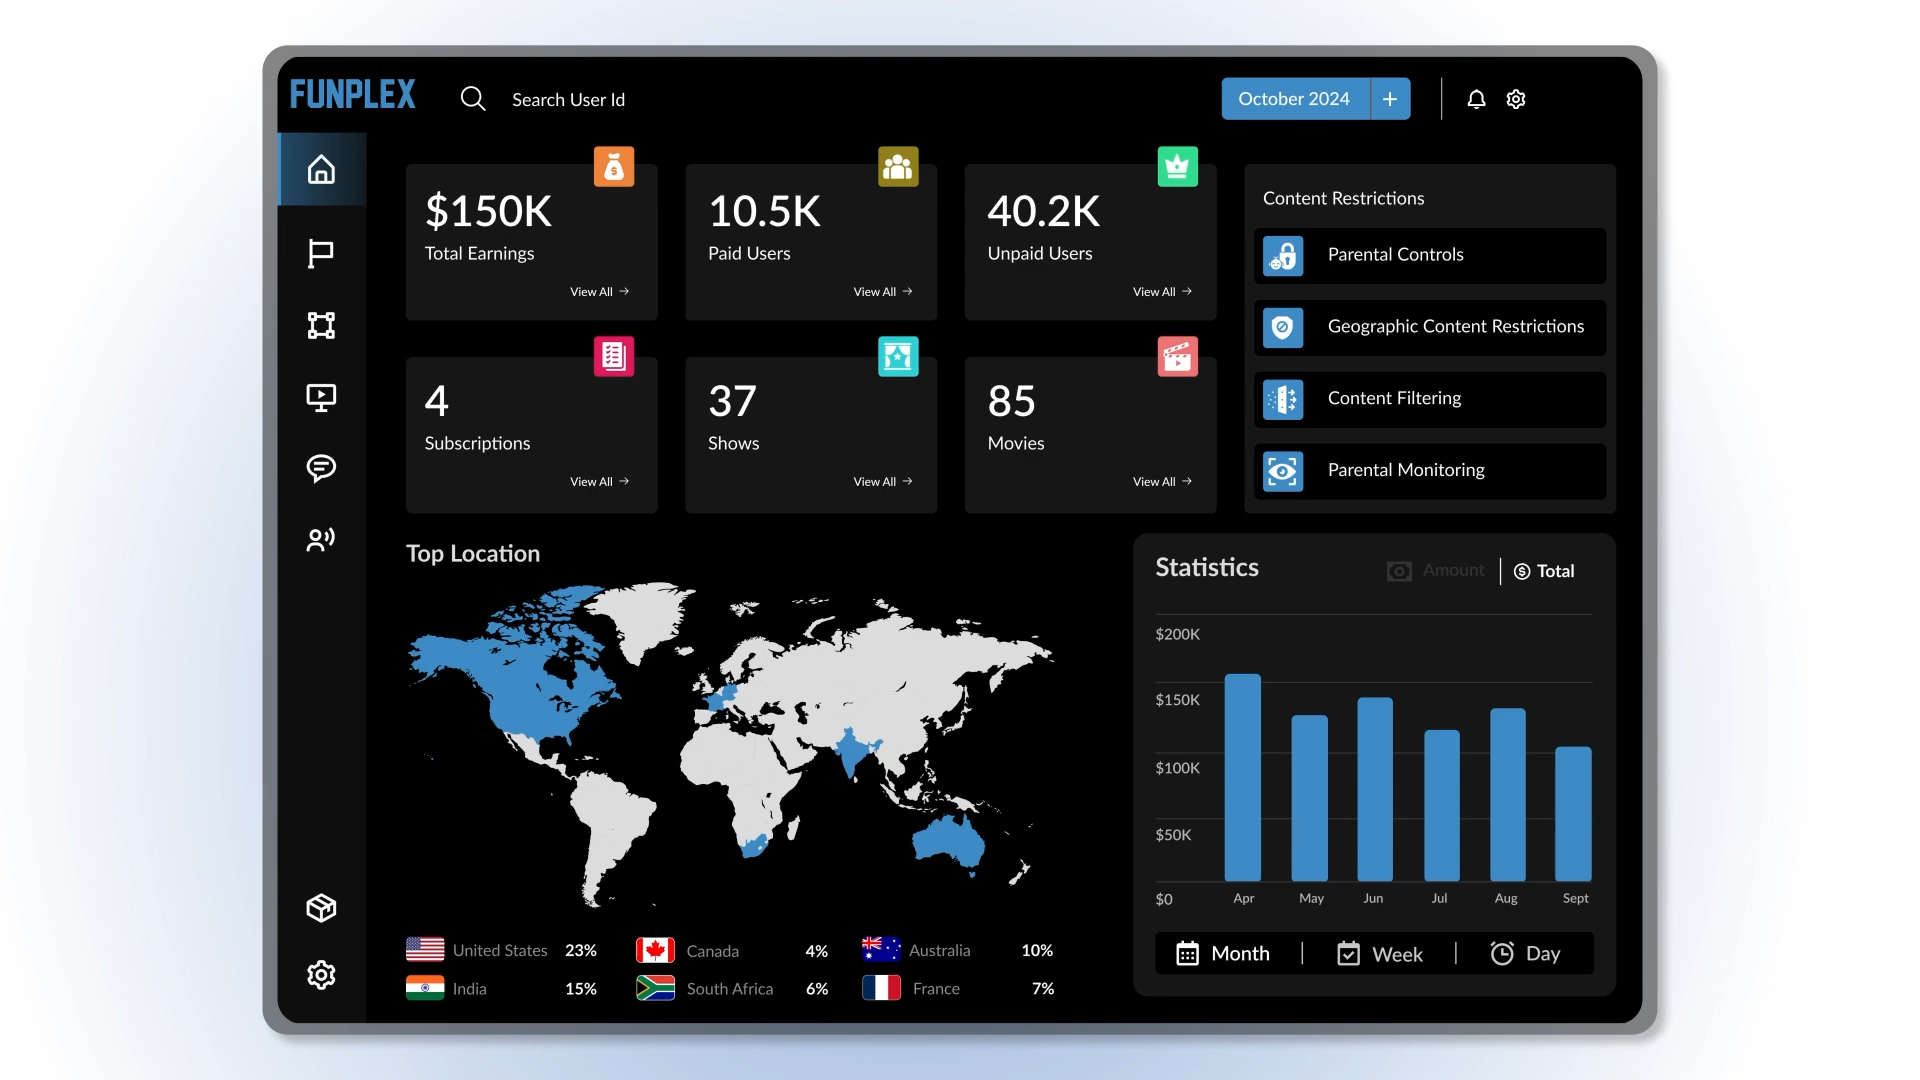 FUNPLEX
Search User Id
October 2024 +
$150K
Total Earnings
View All →
10.5K
Paid Users
View All →
40.2K
Unpaid Users
View All →
Content Restrictions
Parental Controls
Geographic Content Restrictions
Content Filtering
Parental Monitoring
4
Subscriptions
View All →
37
Shows
View All →
85
Movies
View All →
Top Location
United States 23%
Canada 4%
Australia 10%
India 15%
South Africa 6%
France 7%
Statistics
Amount
Total
$200K
$150K
$100K
$50K
$0
Apr May Jun Jul Aug Sept
Month | Week | Day